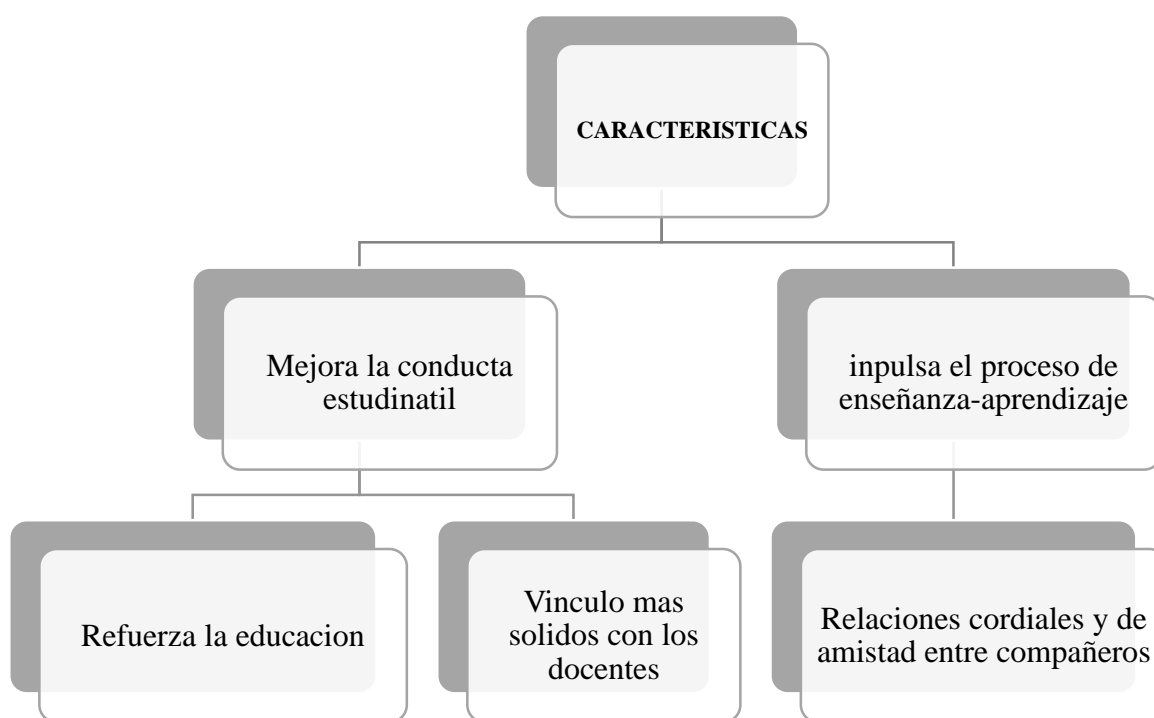 CARACTERISTICAS
Mejora la conducta
estudinatil
inpulsa el proceso de
enseñanza-aprendizaje
Refuerza la educacion
Vinculo mas
solidos con los
docentes
Relaciones cordiales y de
amistad entre compañeros